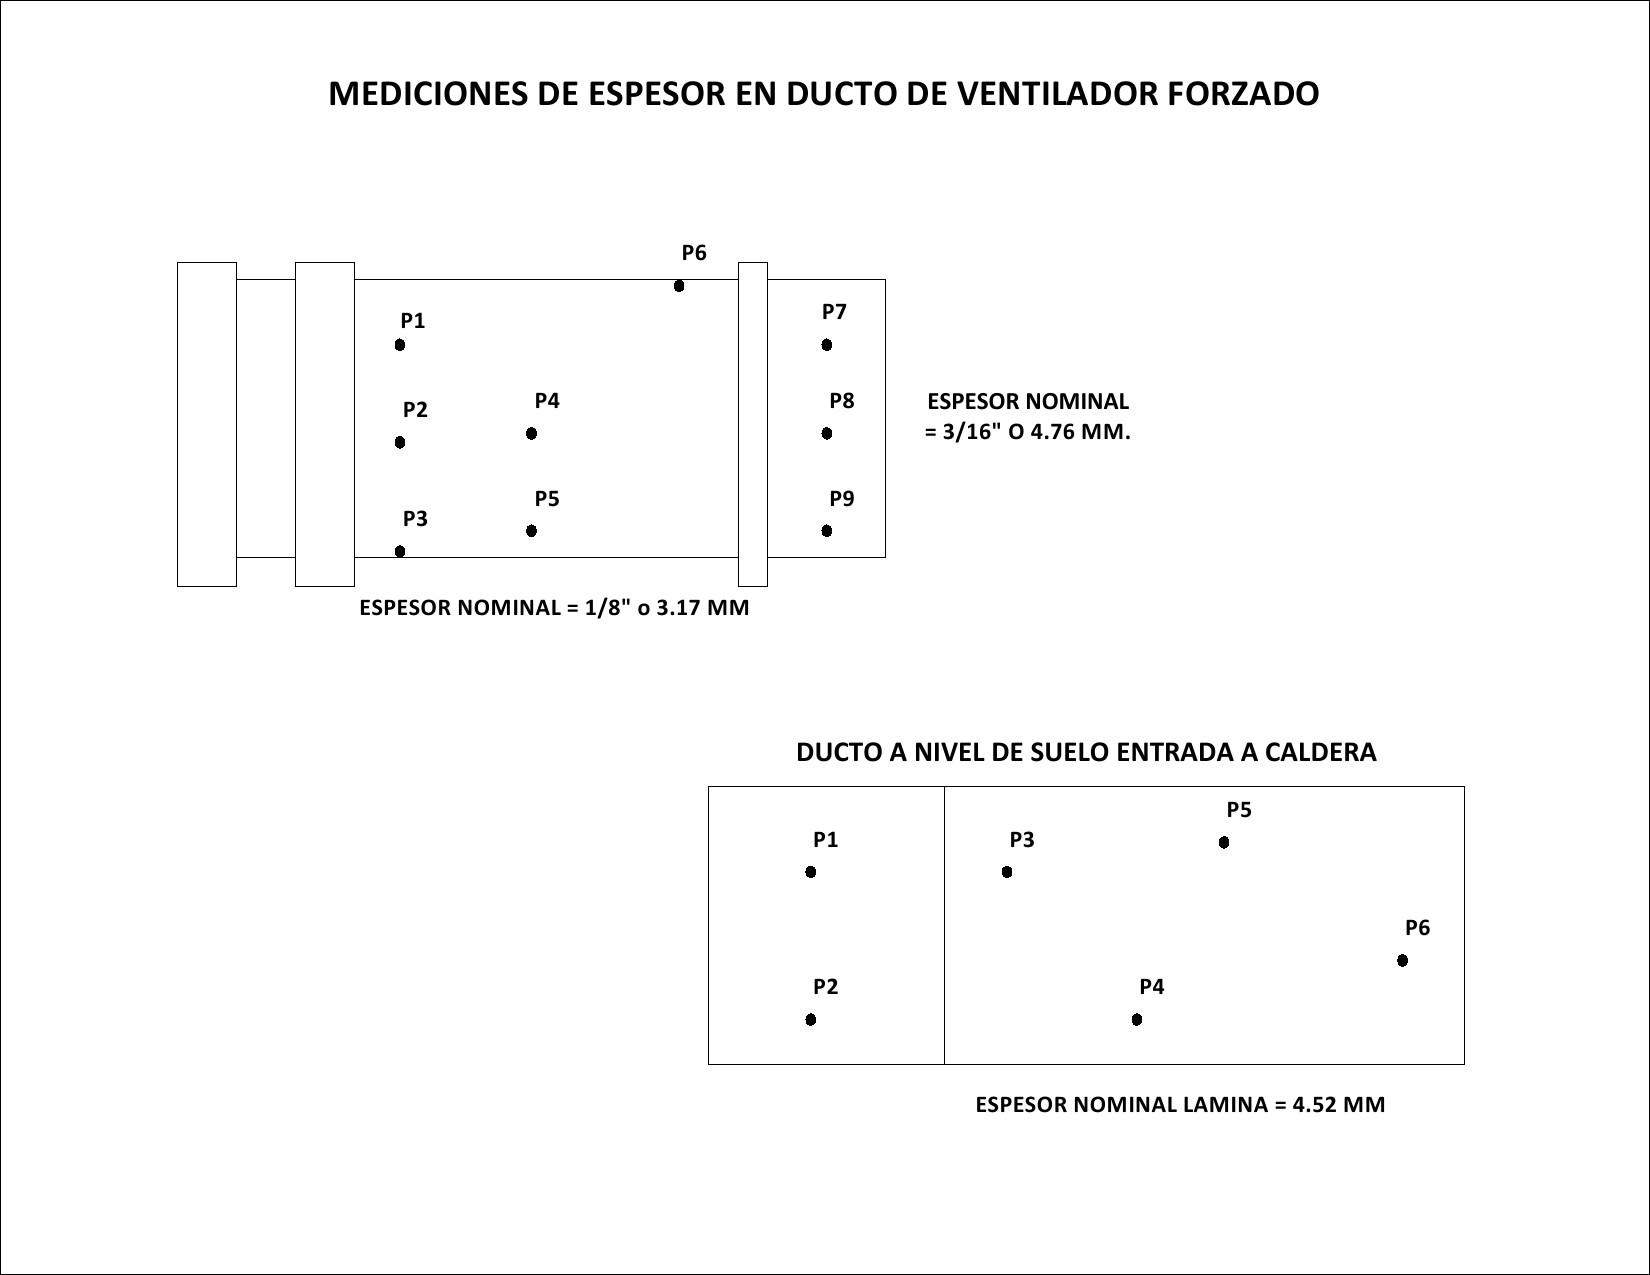 MEDICIONES DE ESPESOR EN DUCTO DE VENTILADOR FORZADO
P6
P1
P7
P2
P4
P8
ESPESOR NOMINAL
= 3/16" O 4.76 MM.
P3
P5
P9
ESPESOR NOMINAL = 1/8" o 3.17 MM
DUCTO A NIVEL DE SUELO ENTRADA A CALDERA
P5
P1
P3
P6
P2
P4
ESPESOR NOMINAL LAMINA = 4.52 MM